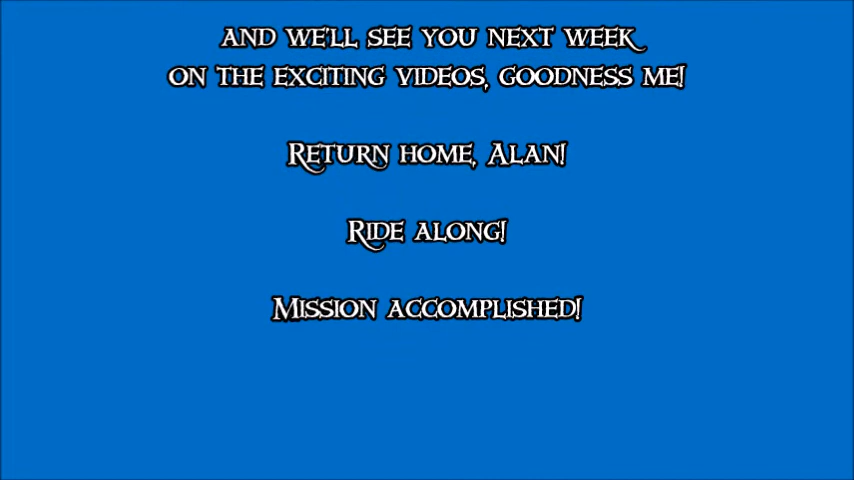 AND WE'LL SEE YOU NEXT WEEK
ON THE EXCITING VIDEOS, GOODNESS ME!
RETURN HOME, ALAN!
RIDE ALONG!
MISSION ACCOMPLISHED!